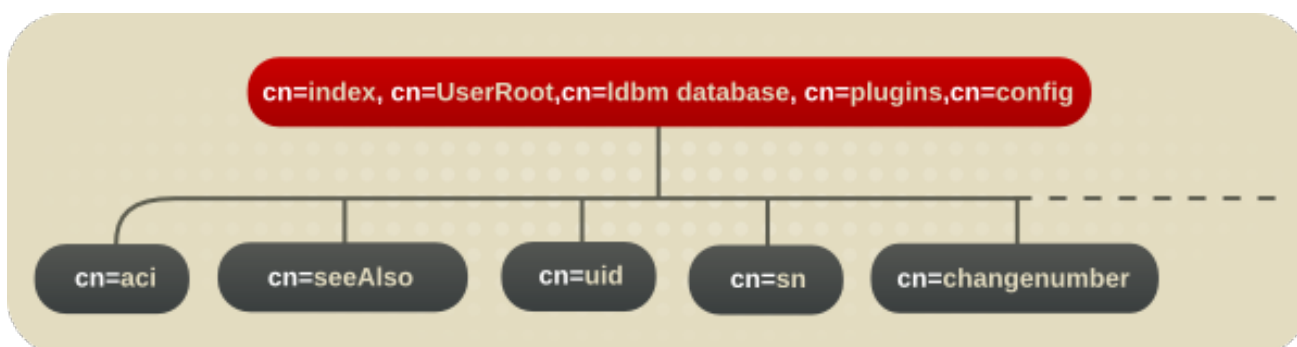 cn=index, cn=UserRoot,cn=ldbm database, cn=plugins,cn=config
cn=aci
cn=seeAlso
cn=uid
cn=sn
cn=changenumber